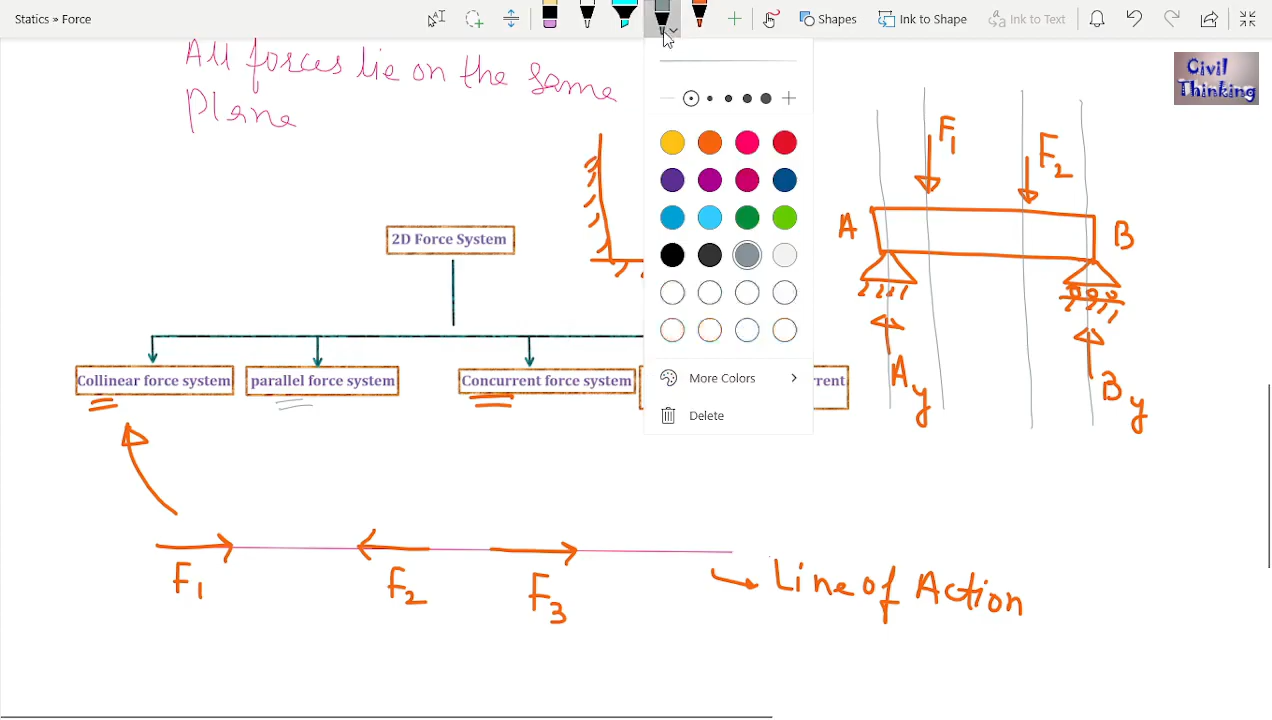 Statics » Force
Shapes
Ink to Shape
Ink to Text
All forces lie on the same
Plane
Civil
Thinking
F1
F2
A
B
2D Force System
Collinear force system
parallel force system
Concurrent force system
More Colors
Delete
Ay
By
F1
F2
F3
Line of Action